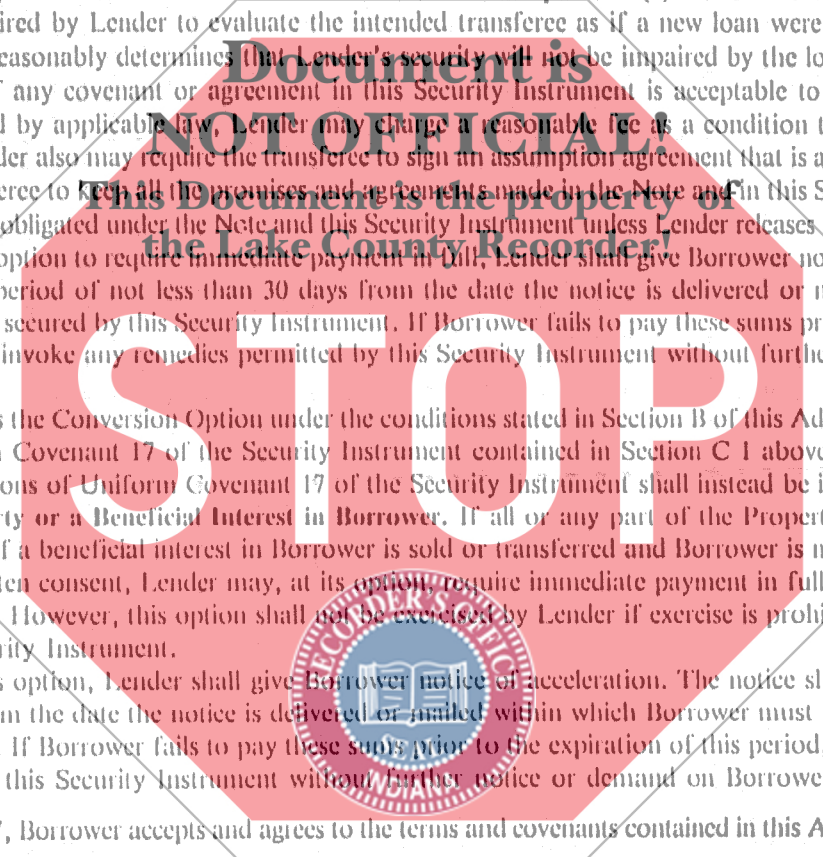 ired by Lender to evaluate the intended transferee as if a new loan were
easonably determines that Lender's security will not be impaired by the lo
f any covenant or agreement in this Security Instrument is acceptable to
d by applicable law, Lender may charge a reasonable fee as a condition t
der also may require the transferee to sign an assumption agreement that is a
eree to keep all the promises and agreements made in the Note and in this S
obligated under the Note and this Security Instrument unless Lender releases
option to require immediate payment in full, Lender shall give Borrower no
period of not less than 30 days from the date the notice is delivered or m
secured by this Security Instrument. If Borrower fails to pay these sums pr
invoke any remedies permitted by this Security Instrument without furthe
s the Conversion Option under the conditions stated in Section B of this Ad
Covenant 17 of the Security Instrument contained in Section C 1 above
ons of Uniform Covenant 17 of the Security Instrument shall instead be i
ty or a Beneficial Interest in Borrower. If all or any part of the Propert
f a beneficial interest in Borrower is sold or transferred and Borrower is n
ten consent, Lender may, at its option, require immediate payment in full
However, this option shall not be exercised by Lender if exercise is prohi
rity Instrument.
s option, Lender shall give Borrower notice of acceleration. The notice sh
m the date the notice is delivered or mailed within which Borrower must
If Borrower fails to pay these sums prior to the expiration of this period,
this Security Instrument without further notice or demand on Borrowe
, Borrower accepts and agrees to the terms and covenants contained in this A
Document is
NOT OFFICIAL!
This Document is the property of
the Lake County Recorder!
STOP
RECORDER'S OFFICE
SEAL
INDIANA